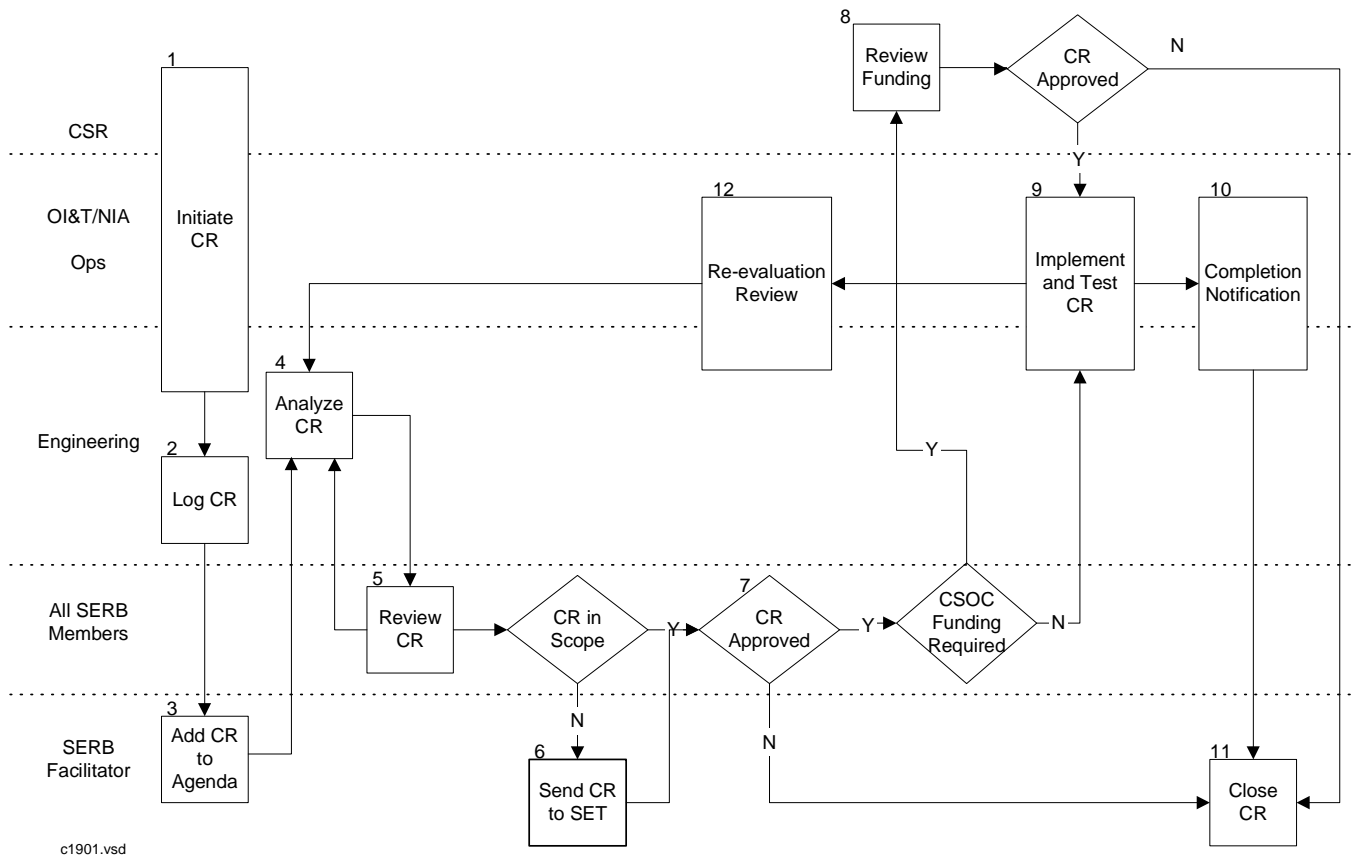 8
Review
Funding
CR
Approved
N
1
CSR
Y
OI&T/NIA
Ops
Initiate
CR
12
Re-evaluation
Review
9
Implement
and Test
CR
10
Completion
Notification
4
Analyze
CR
Engineering
2
Log CR
Y
All SERB
Members
5
Review
CR
CR in
Scope
Y
7
CR
Approved
Y
CSOC
Funding
Required
N
N
N
SERB
Facilitator
3
Add CR
to
Agenda
6
Send CR
to SET
11
Close
CR
c1901.vsd